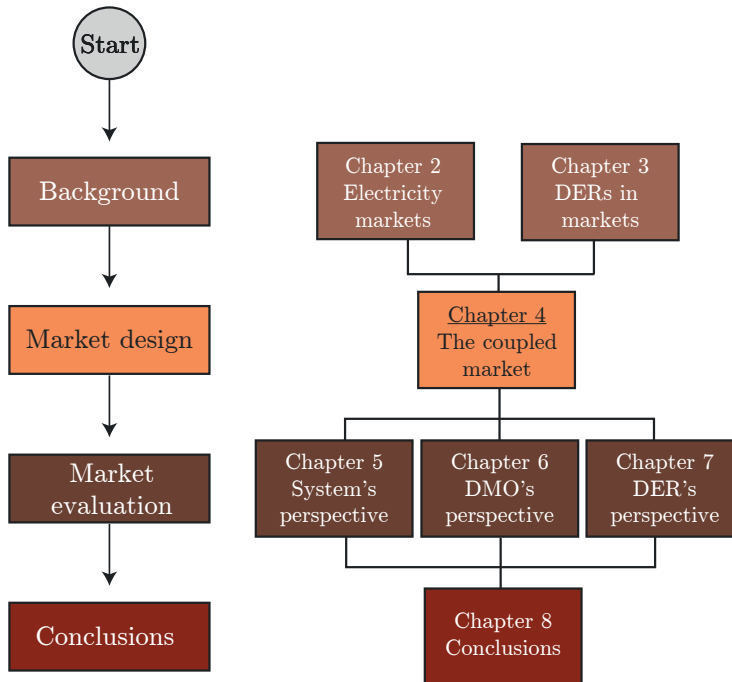 Start
Background
Market design
Market
evaluation
Conclusions
Chapter 2
Electricity
markets
Chapter 3
DERs in
markets
Chapter 4
The coupled
market
Chapter 5
System's
perspective
Chapter 6
DMO's
perspective
Chapter 7
DER's
perspective
Chapter 8
Conclusions